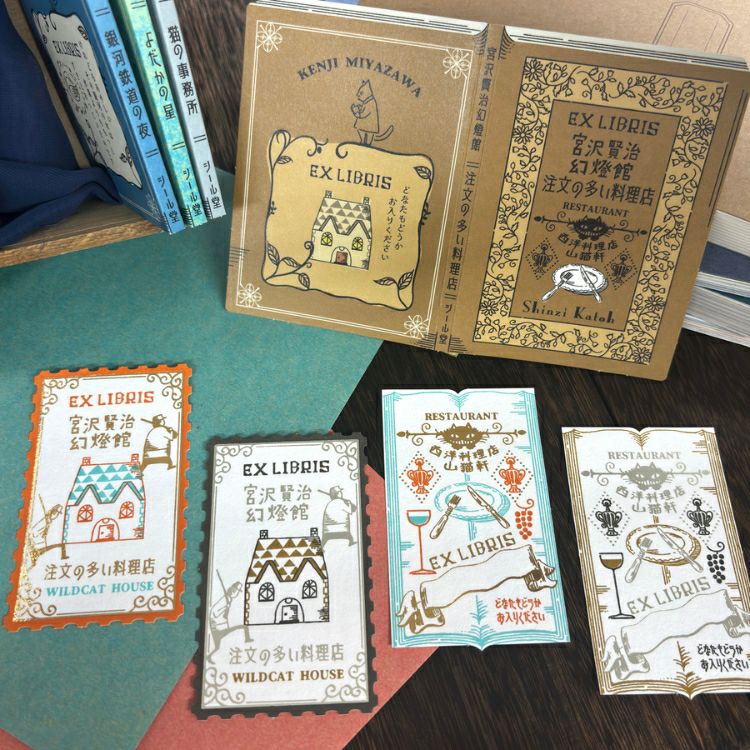 銀河鉄道の夜
シール堂
よだかの星
シール堂
猫の事務所
シール堂
KENJI MIYAZAWA
EX LIBRIS
どなたもどうか
お入りください
宮沢賢治幻燈館
注文の多い料理店
シール堂
EX LIBRIS
宮沢賢治
幻燈館
注文の多い料理店
RESTAURANT
西洋料理店
山猫軒
Shinzi Katoh
EX LIBRIS
宮沢賢治
幻燈館
注文の多い料理店
WILDCAT HOUSE
EX LIBRIS
宮沢賢治
幻燈館
注文の多い料理店
WILDCAT HOUSE
RESTAURANT
西洋料理店
山猫軒
EX LIBRIS
どなたもどうか
お入りください
RESTAURANT
西洋料理店
山猫軒
EX LIBRIS
どなたもどうか
お入りください